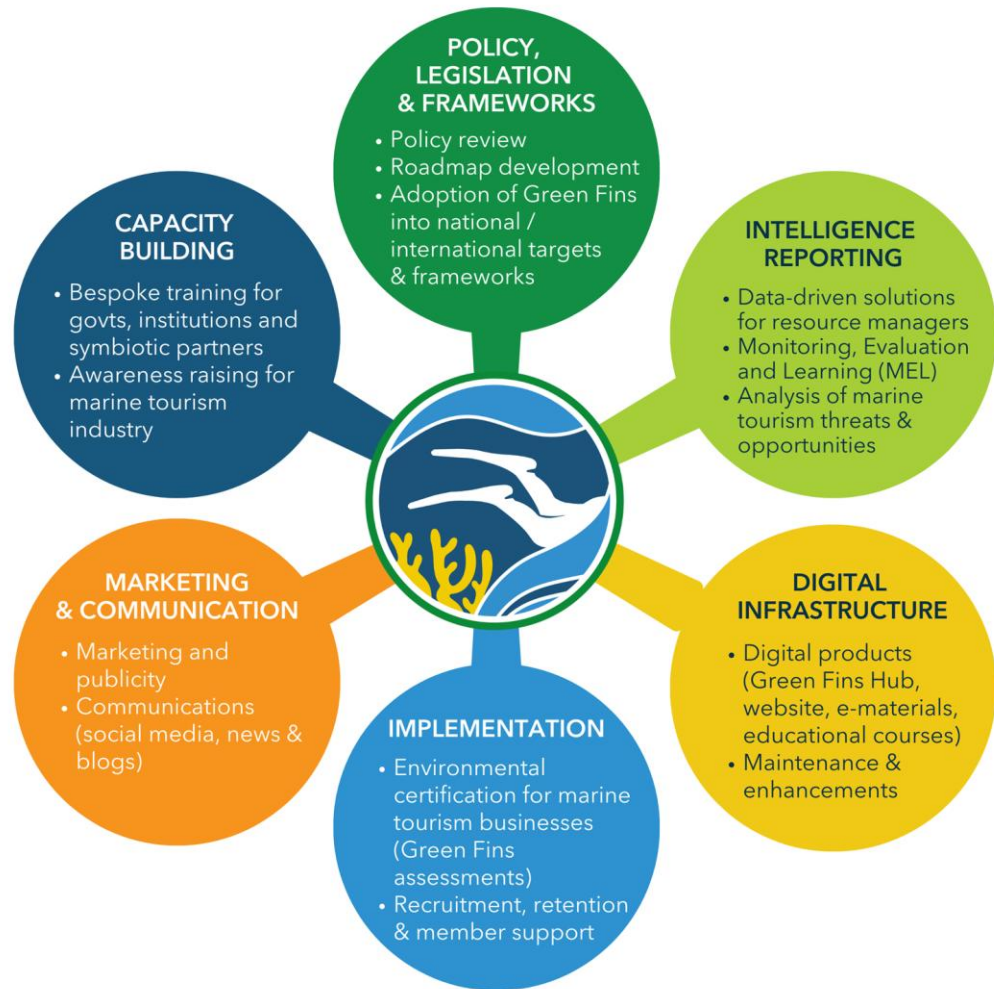 POLICY,
LEGISLATION
& FRAMEWORKS
• Policy review
• Roadmap development
• Adoption of Green Fins
into national /
international targets
& frameworks
INTELLIGENCE
REPORTING
• Data-driven solutions
for resource managers
• Monitoring, Evaluation
and Learning (MEL)
• Analysis of marine
tourism threats &
opportunities
DIGITAL
INFRASTRUCTURE
• Digital products
(Green Fins Hub,
website, e-materials,
educational courses)
• Maintenance &
enhancements
IMPLEMENTATION
• Environmental
certification for marine
tourism businesses
(Green Fins
assessments)
• Recruitment, retention
& member support
MARKETING
& COMMUNICATION
• Marketing and
publicity
• Communications
(social media, news &
blogs)
CAPACITY
BUILDING
• Bespoke training for
govts, institutions and
symbiotic partners
• Awareness raising for
marine tourism
industry